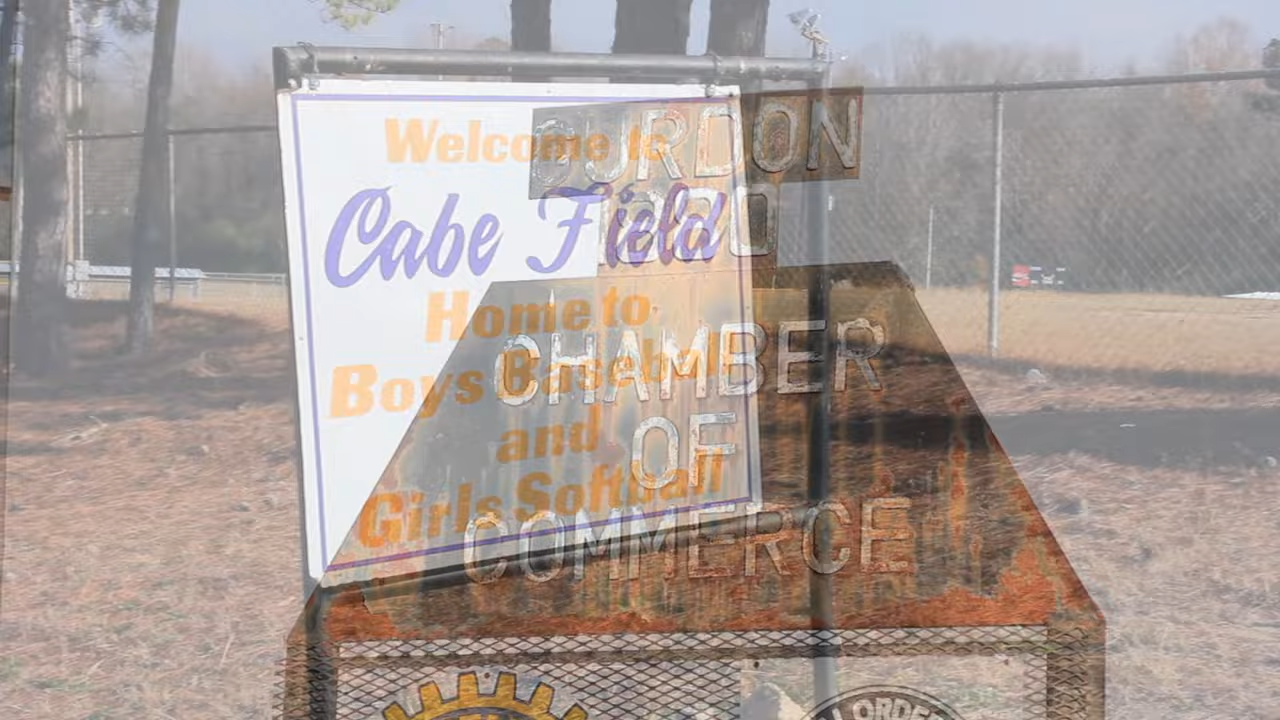 Welcome to
Cabe Field
Home to
Boys Baseball
and
Girls Softball
GURDON
CHAMBER
OF
COMMERCE